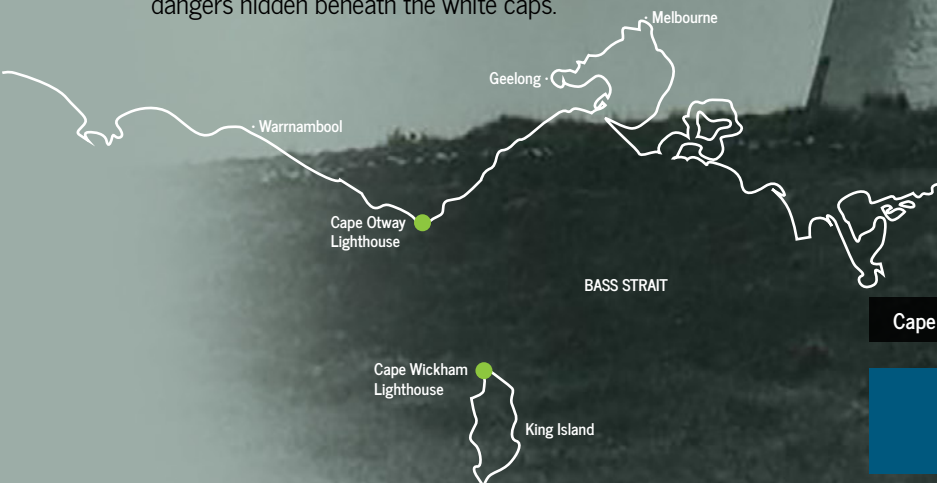 dangers hidden beneath the white caps.
Melbourne
Geelong
Warrnambool
Cape Otway
Lighthouse
BASS STRAIT
Cape
Cape Wickham
Lighthouse
King Island